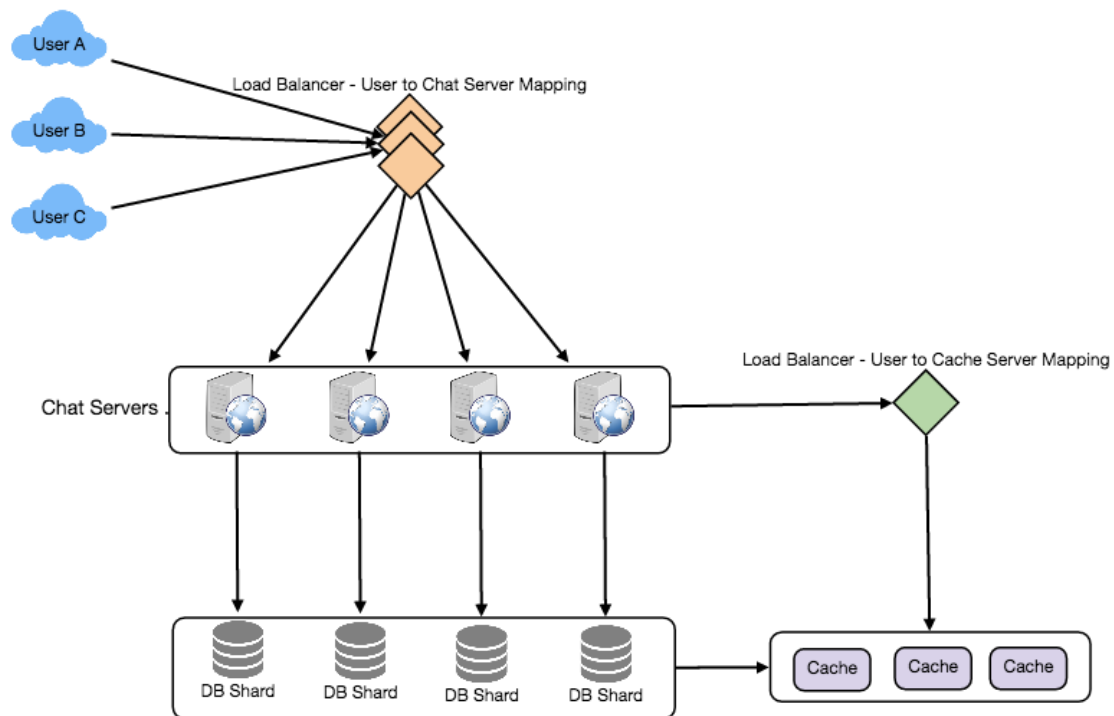 User A
Load Balancer - User to Chat Server Mapping
User B
User C
Load Balancer - User to Cache Server Mapping
Chat Servers .
DB Shard
DB Shard
DB Shard
DB Shard
Cache
Cache
Cache